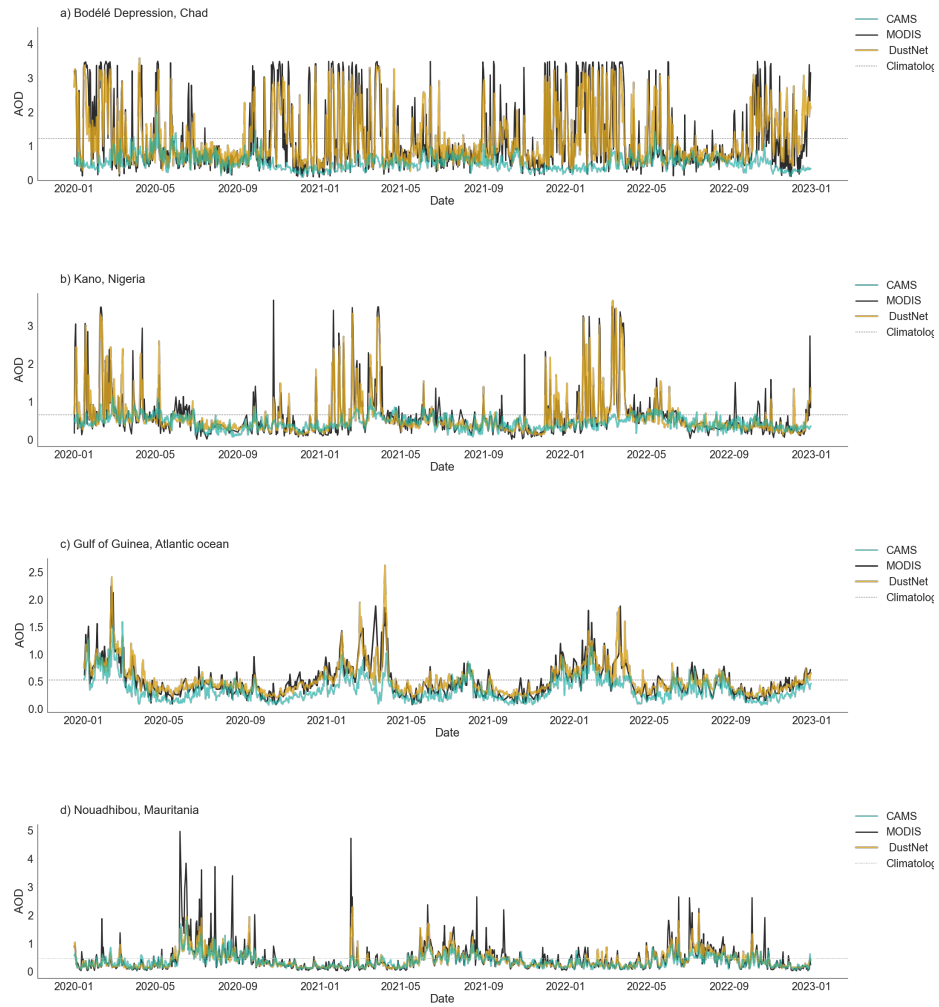 a) Bodélé Depression, Chad
CAMS
MODIS
DustNet
Climatolog
4
3
2
1
0
AOD
2020-01 2020-05 2020-09 2021-01 2021-05 2021-09 2022-01 2022-05 2022-09 2023-01
Date
b) Kano, Nigeria
CAMS
MODIS
DustNet
Climatolog
3
2
1
0
AOD
2020-01 2020-05 2020-09 2021-01 2021-05 2021-09 2022-01 2022-05 2022-09 2023-01
Date
c) Gulf of Guinea, Atlantic ocean
CAMS
MODIS
DustNet
Climatolog
2.5
2.0
1.5
1.0
0.5
0.0
AOD
2020-01 2020-05 2020-09 2021-01 2021-05 2021-09 2022-01 2022-05 2022-09 2023-01
Date
d) Nouadhibou, Mauritania
CAMS
MODIS
DustNet
Climatolog
5
4
3
2
1
0
AOD
2020-01 2020-05 2020-09 2021-01 2021-05 2021-09 2022-01 2022-05 2022-09 2023-01
Date